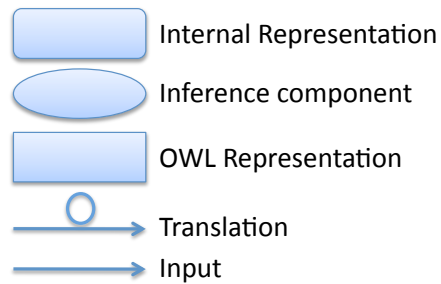 Internal Representation
Inference component
OWL Representation
Translation
Input